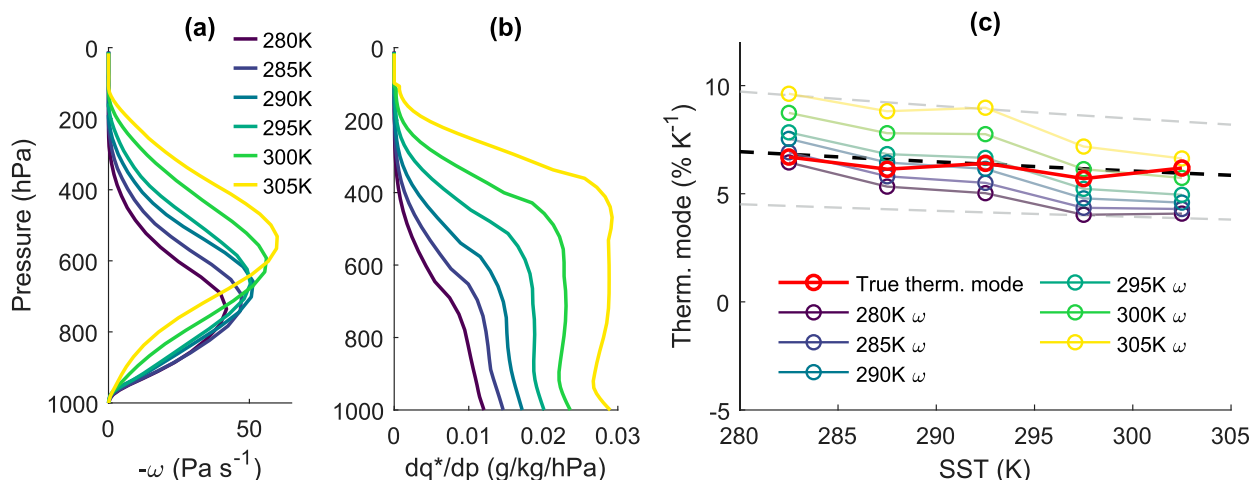 (a)
(b)
(c)
280K
285K
290K
295K
300K
305K
Pressure (hPa)
0
200
400
600
800
1000
0
50
-ω (Pa s⁻¹)
0
200
400
600
800
1000
0
0.01
0.02
0.03
dq*/dp (g/kg/hPa)
Therm. mode (% K⁻¹)
10
5
0
-5
True therm. mode
280K ω
285K ω
290K ω
295K ω
300K ω
305K ω
280
285
290
295
300
305
SST (K)